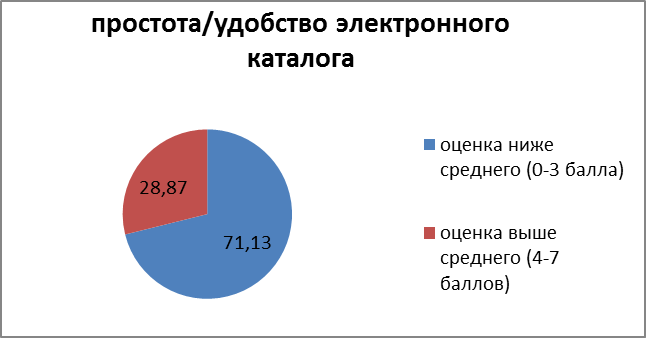 простота/удобство электронного
каталога
28,87
71,13
оценка ниже
среднего (0-3 балла)
оценка выше
среднего (4-7
баллов)